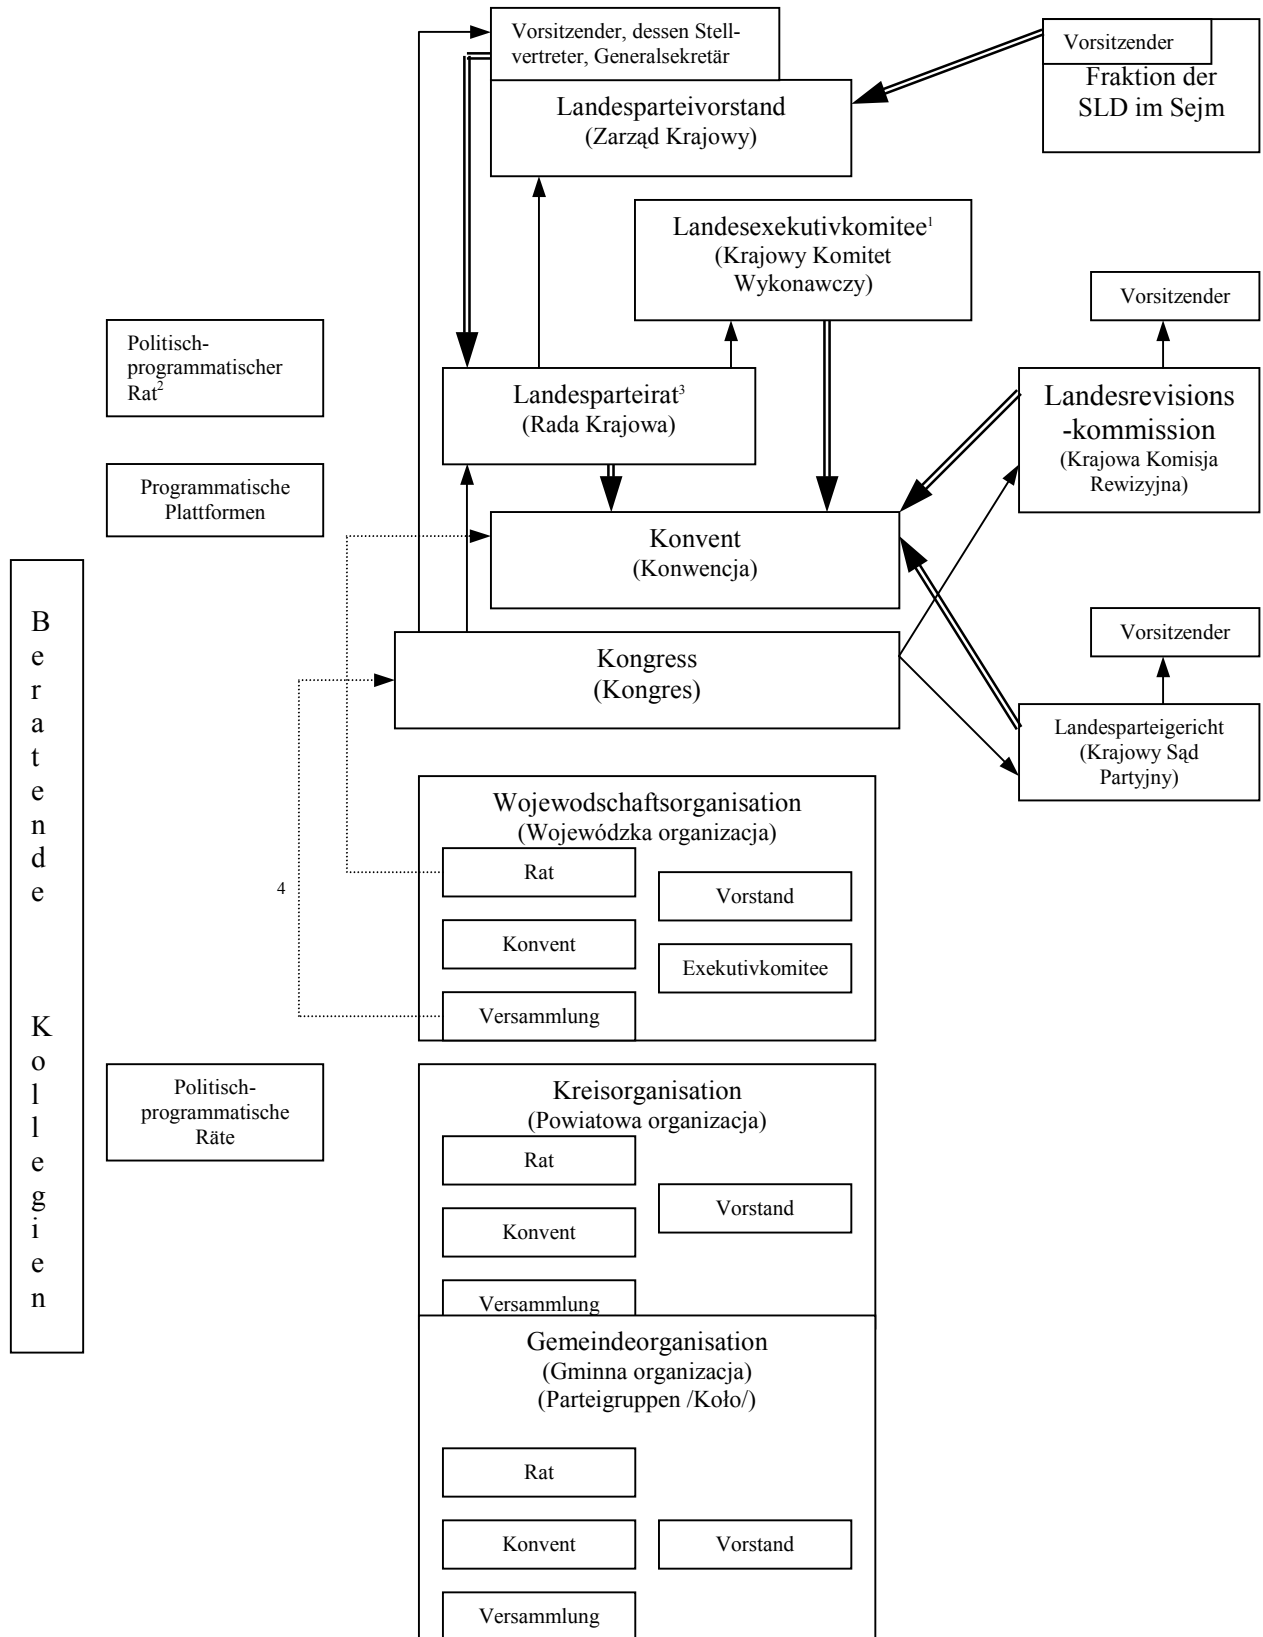 Vorsitzender, dessen Stell-
vertreter, Generalsekretär
Landesparteivorstand
(Zarząd Krajowy)
Vorsitzender
Fraktion der
SLD im Sejm
Landesexekutivkomitee¹
(Krajowy Komitet
Wykonawczy)
Vorsitzender
Politisch-
programmatischer
Rat²
Landesparteirat³
(Rada Krajowa)
Landesrevisions
-kommission
(Krajowa Komisja
Rewizyjna)
Programmatische
Plattformen
Konvent
(Konwencja)
Kongress
(Kongres)
Vorsitzender
Landesparteigericht
(Krajowy Sąd
Partyjny)
B
e
r
a
t
e
n
d
e
K
o
l
l
e
g
i
e
n
4
Wojewodschaftsorganisation
(Wojewódzka organizacja)
Rat
Vorstand
Konvent
Exekutivkomitee
Versammlung
Politisch-
programmatische
Räte
Kreisorganisation
(Powiatowa organizacja)
Rat
Vorstand
Konvent
Versammlung
Gemeindeorganisation
(Gminna organizacja)
(Parteigruppen /Koło/)
Rat
Konvent
Vorstand
Versammlung